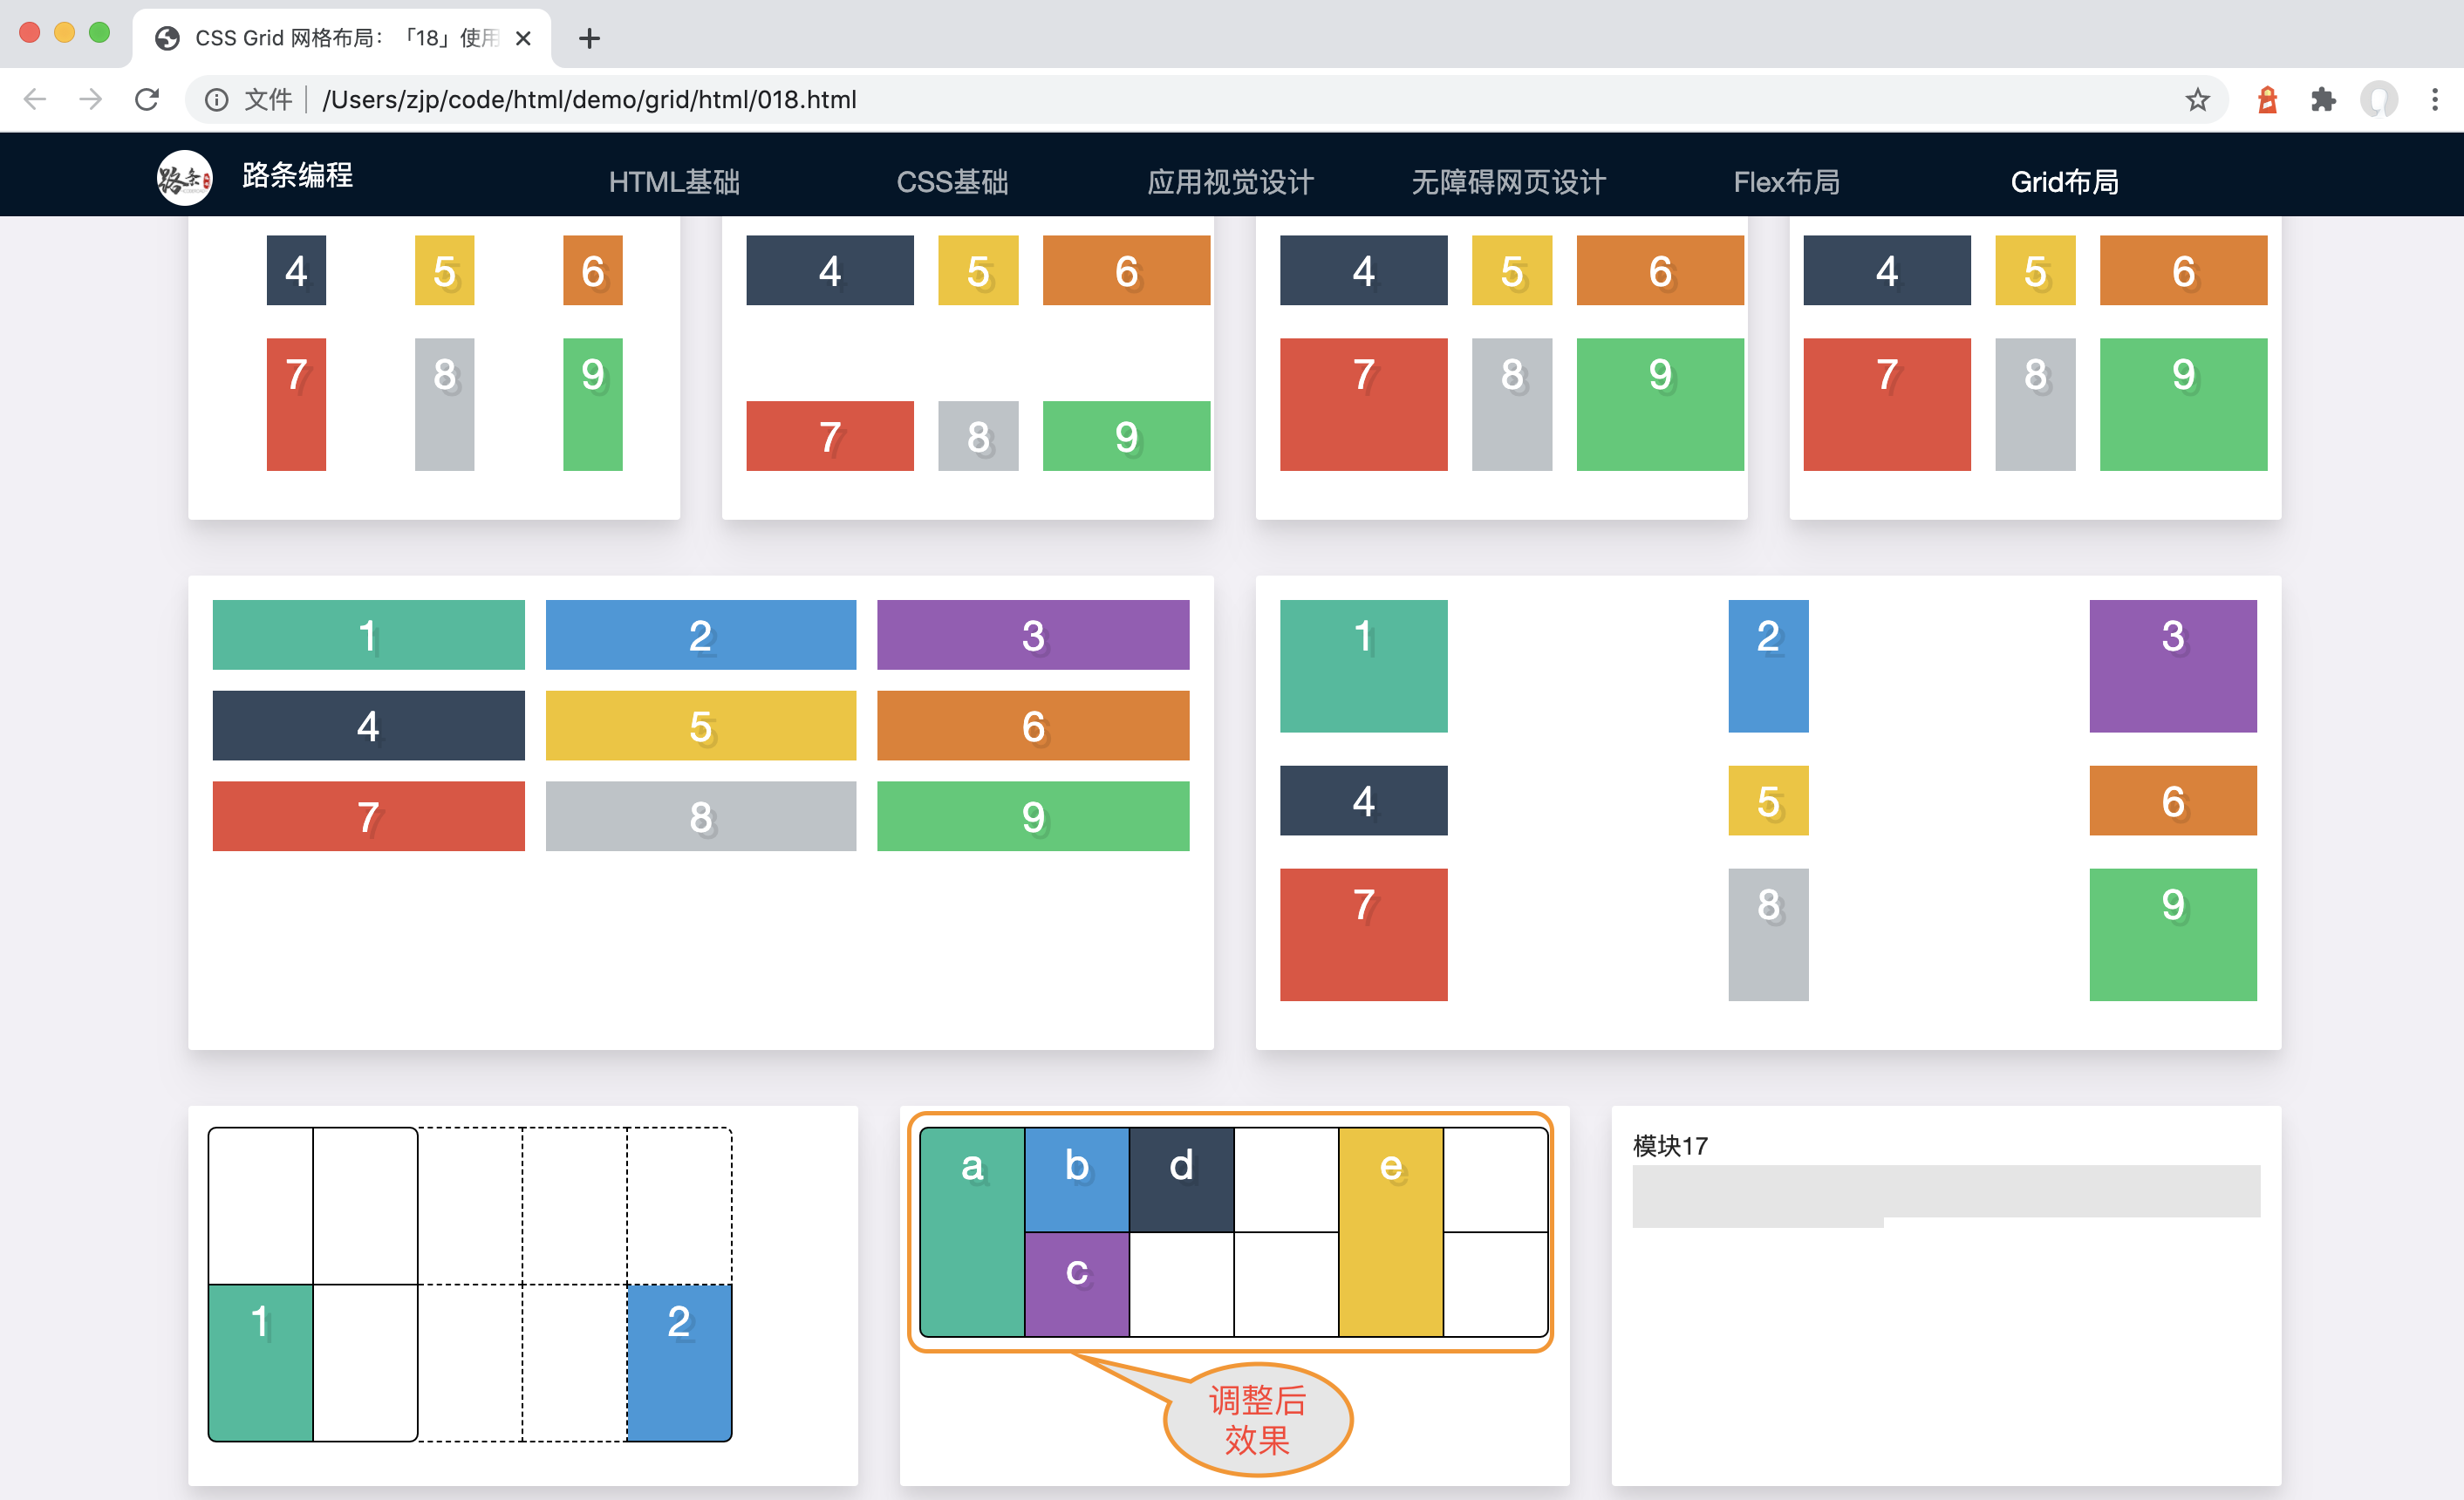 CSS Grid 网格布局：「18」使用
文件 /Users/zjp/code/html/demo/grid/html/018.html
路条编程 HTML基础 CSS基础 应用视觉设计 无障碍网页设计 Flex布局 Grid布局
4 5 6 4 5 6 4 5 6 4 5 6
7 8 9 7 8 9 7 8 9 7 8 9
1 2 3 1 2 3
4 5 6 4 5 6
7 8 9 7 8 9
a b d e
c
1 2
模块17
调整后
效果